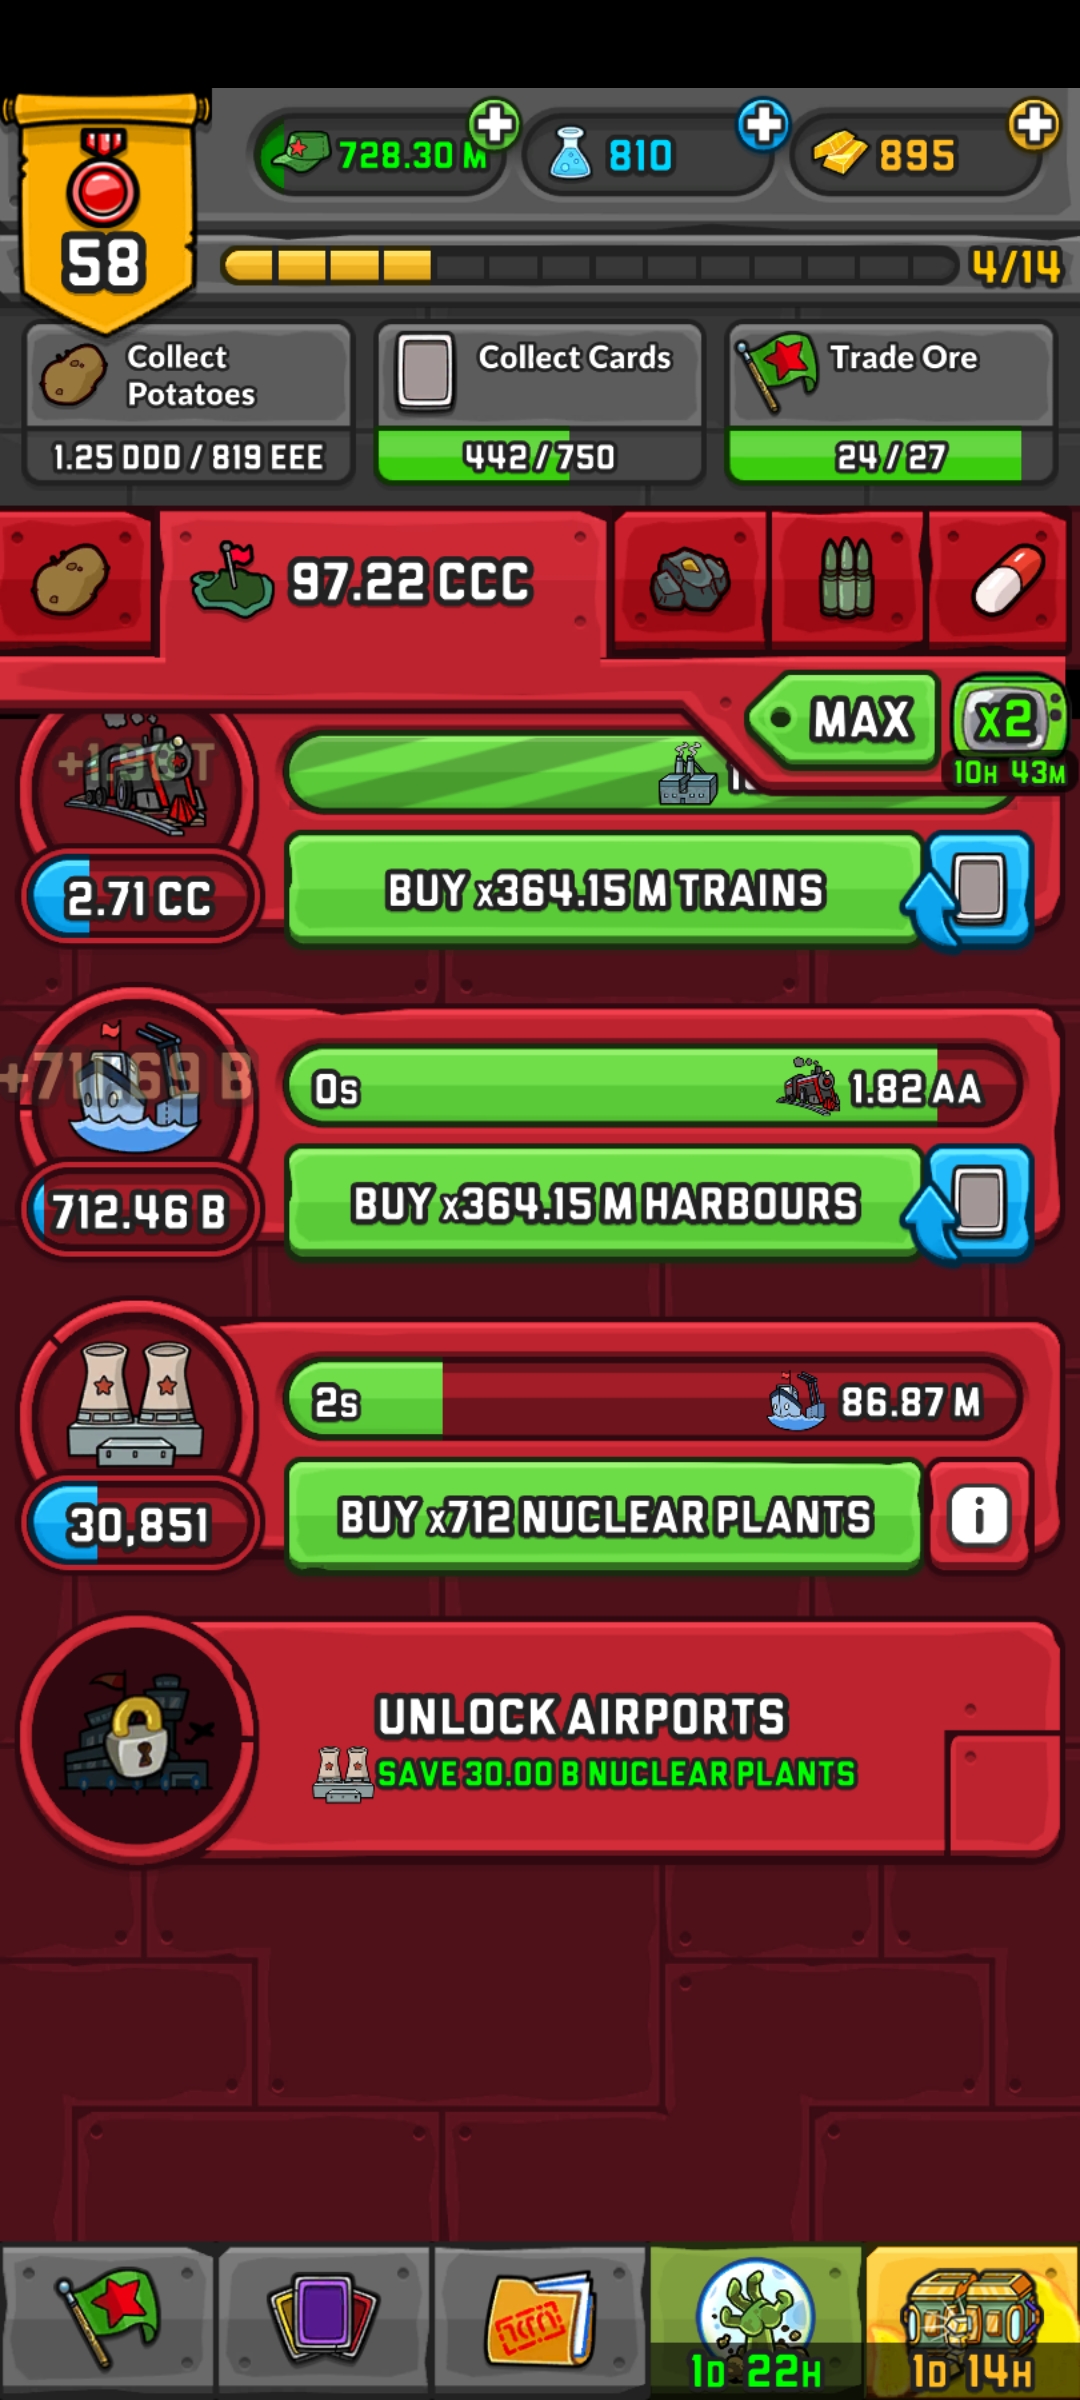 58
728.30 M
810
895
4/14
Collect
Potatoes
1.25 DDD / 819 EEE
Collect Cards
442/750
Trade Ore
24/27
97.22 CCC
MAX
x2
10H 43M
2.71 CC
BUY x364.15 M TRAINS
0s
1.82 AA
712.46 B
BUY x364.15 M HARBOURS
2s
86.87 M
30,851
BUY x712 NUCLEAR PLANTS
i
UNLOCK AIRPORTS
SAVE 30.00 B NUCLEAR PLANTS
1D 22H
1D 14H